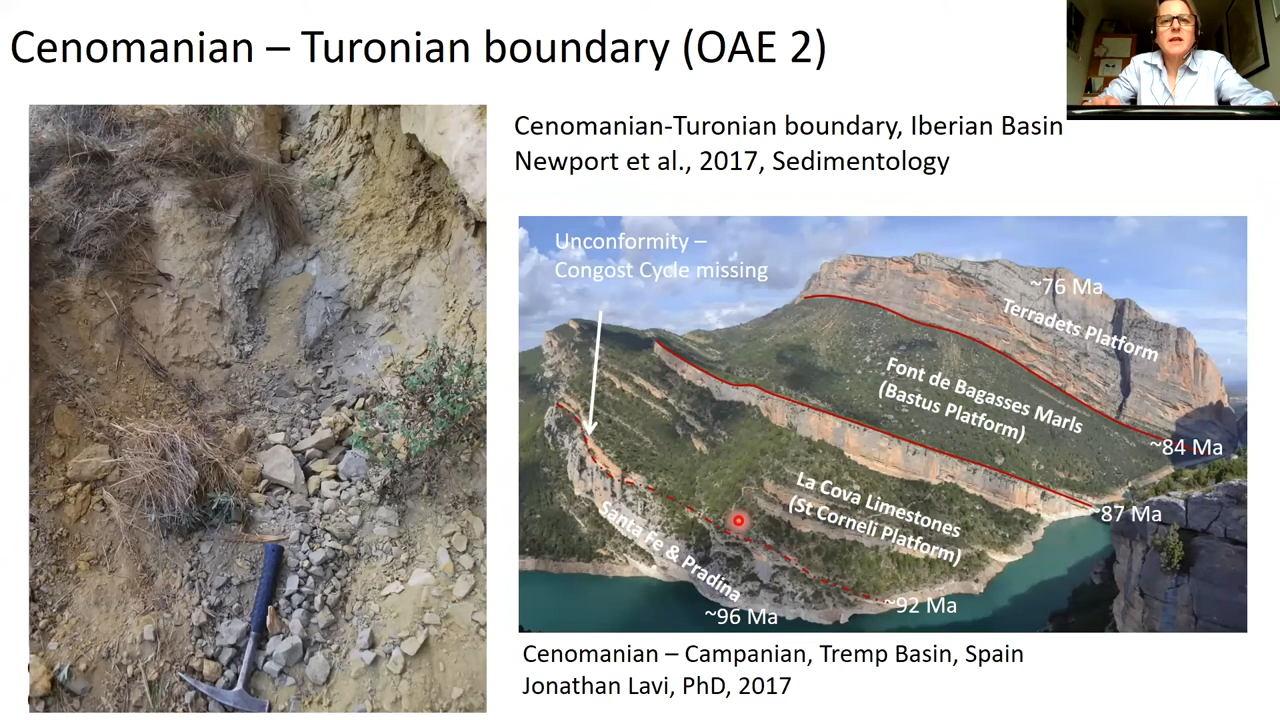 Cenomanian – Turonian boundary (OAE 2)
Cenomanian-Turonian boundary, Iberian Basin
Newport et al., 2017, Sedimentology
Unconformity –
Congost Cycle missing
~76 Ma
Terradets Platform
Font de Bagasses Marls
(Bastus Platform)
~84 Ma
La Cova Limestones
(St Corneli Platform)
~87 Ma
Santa Fe & Pradina
~92 Ma
~96 Ma
Cenomanian – Campanian, Tremp Basin, Spain
Jonathan Lavi, PhD, 2017